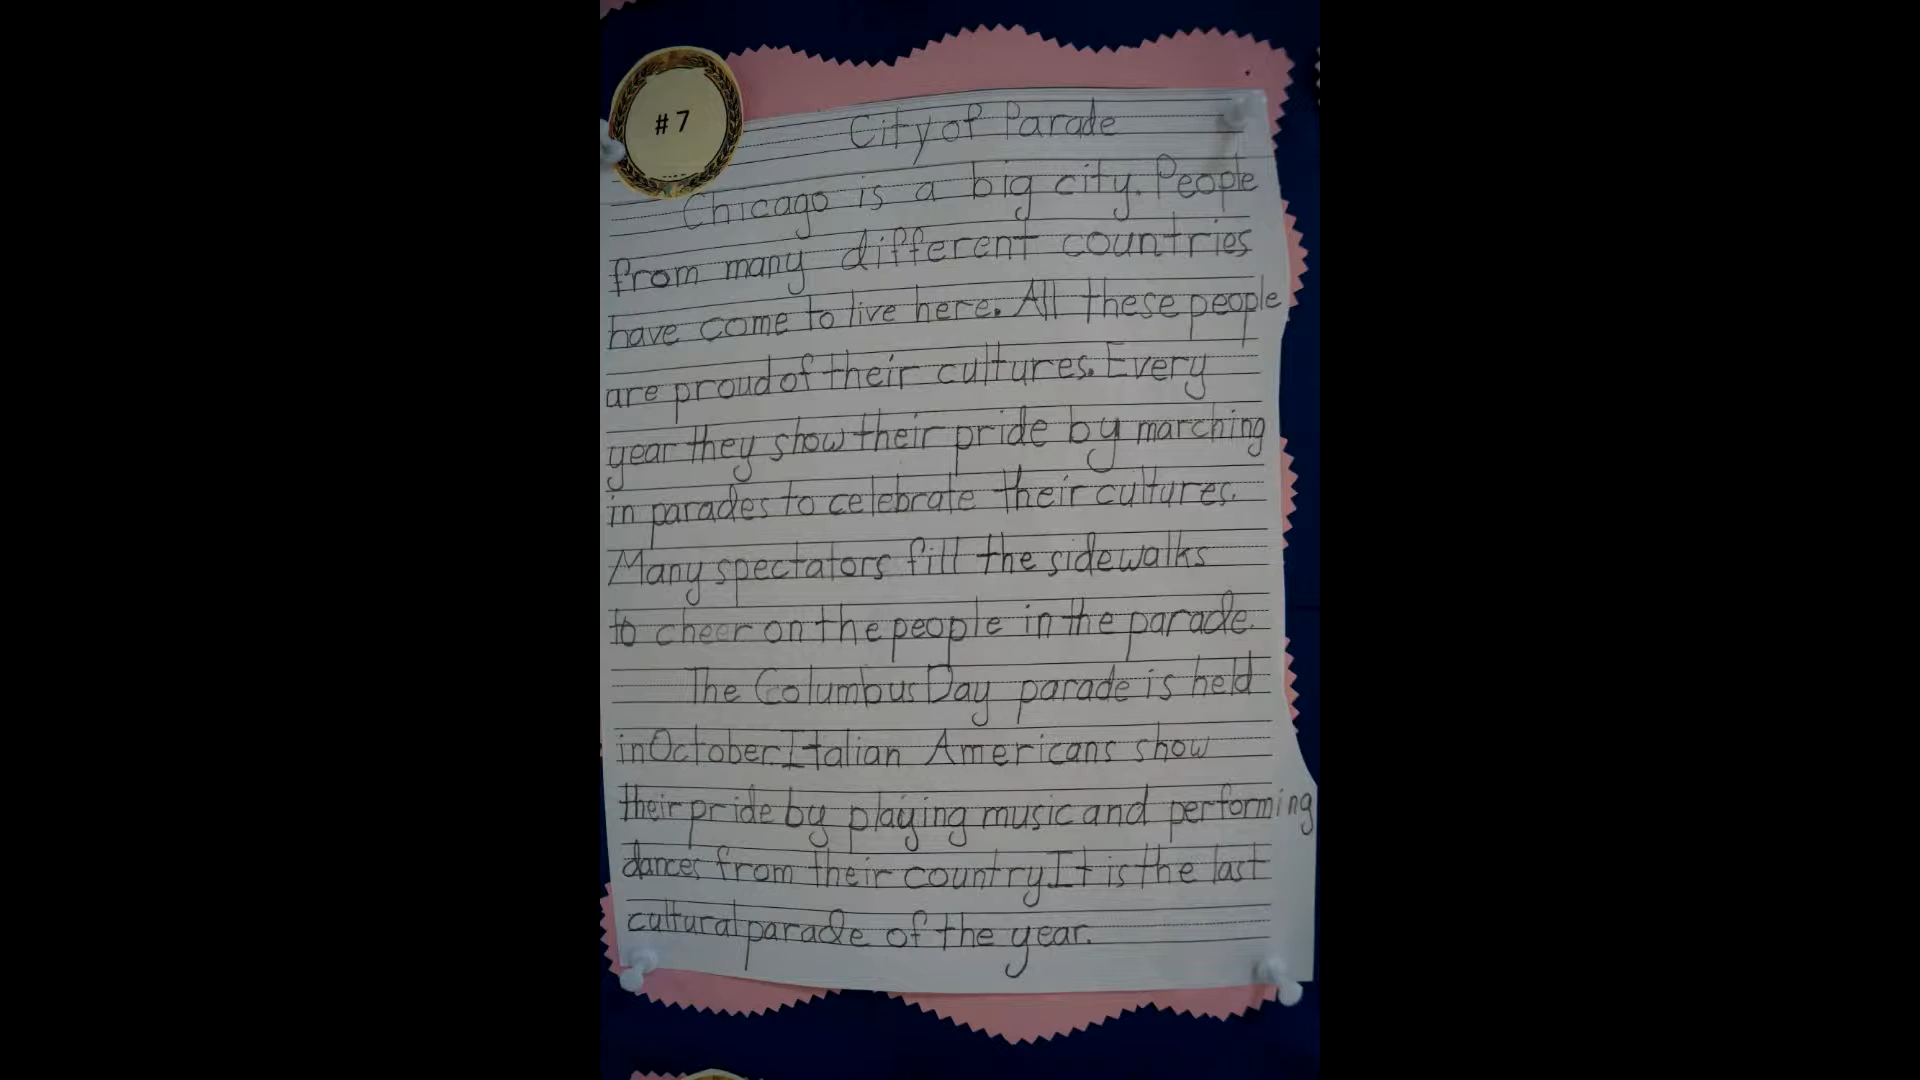 # 7
City of Parade
Chicago is a big city. People
from many different countries
have come to live here. All these people
are proud of their cultures. Every
year they show their pride by marching
in parades to celebrate their cultures.
Many spectators fill the sidewalks
to cheer on the people in the parade.
The Columbus Day parade is held
in October. Italian Americans show
their pride by playing music and performing
dances from their country. It is the last
cultural parade of the year.